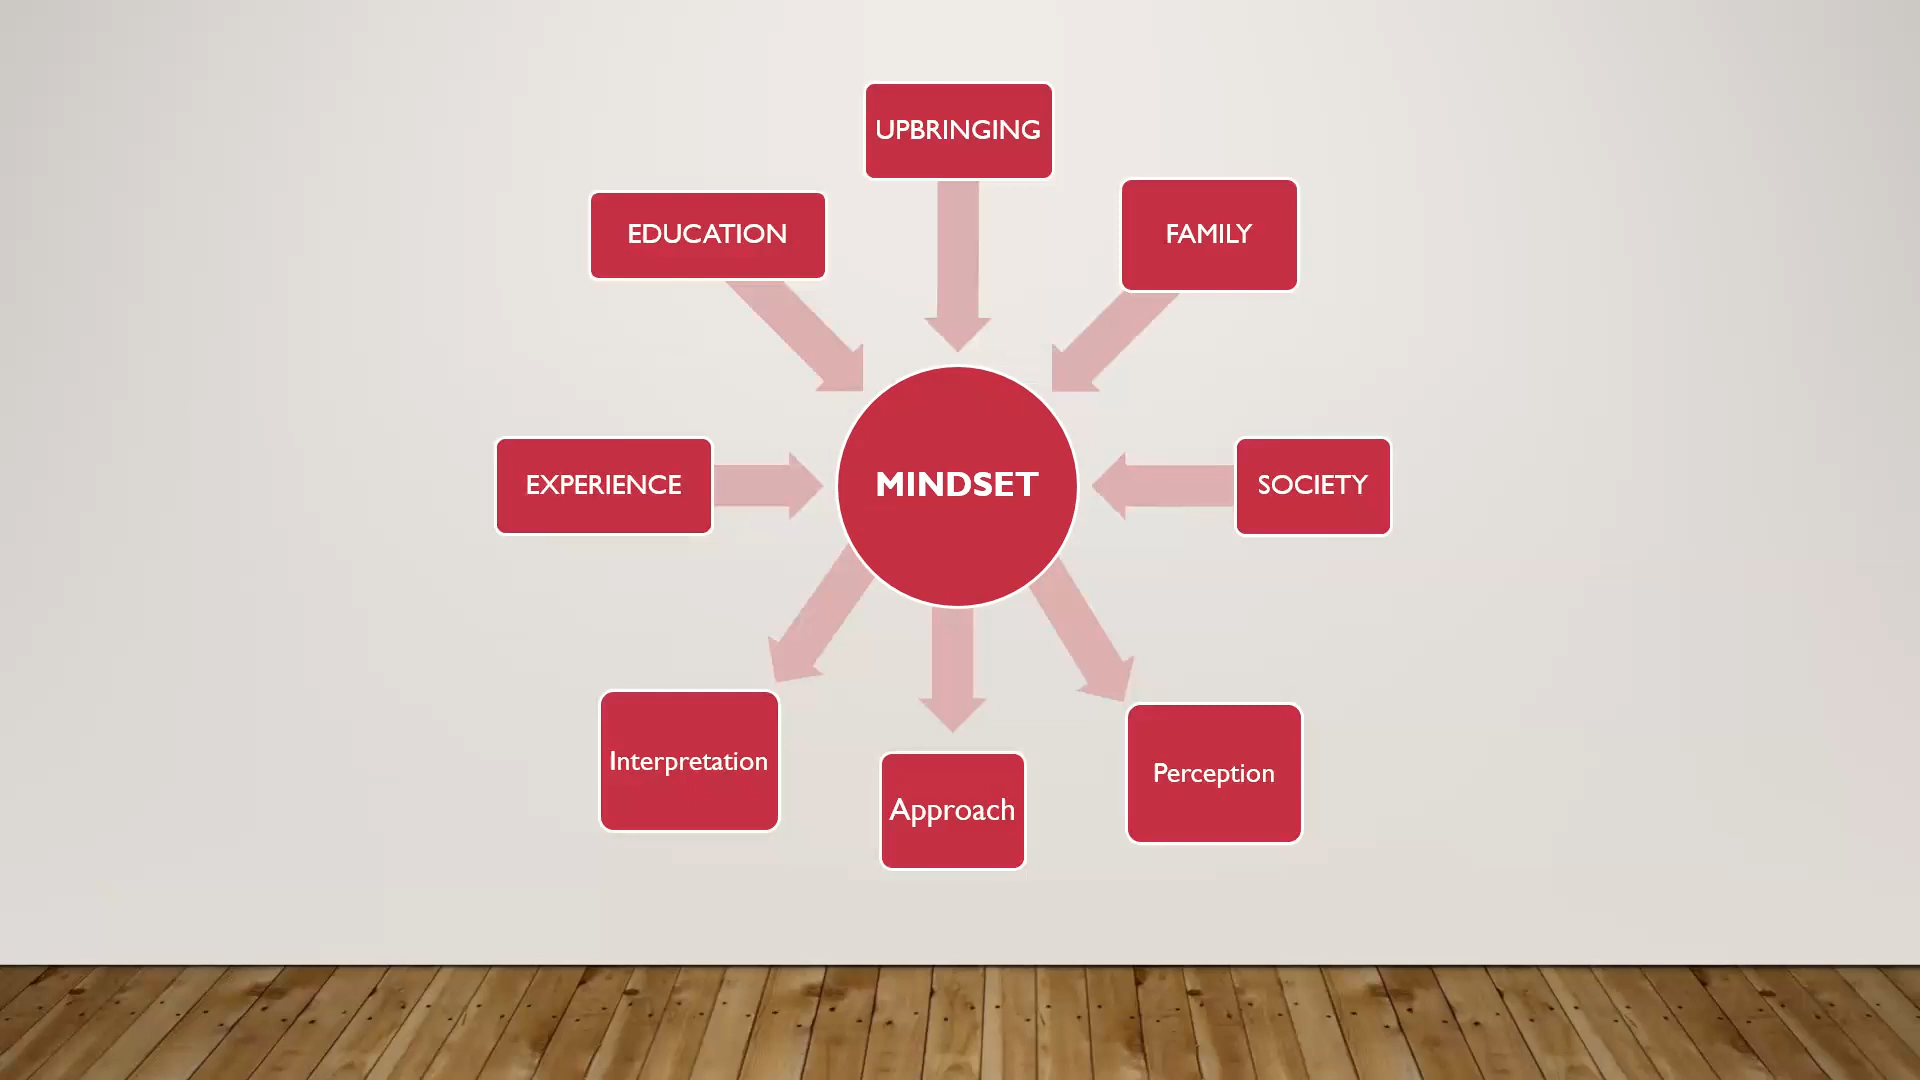 UPBRINGING
EDUCATION
FAMILY
EXPERIENCE
MINDSET
SOCIETY
Interpretation
Approach
Perception